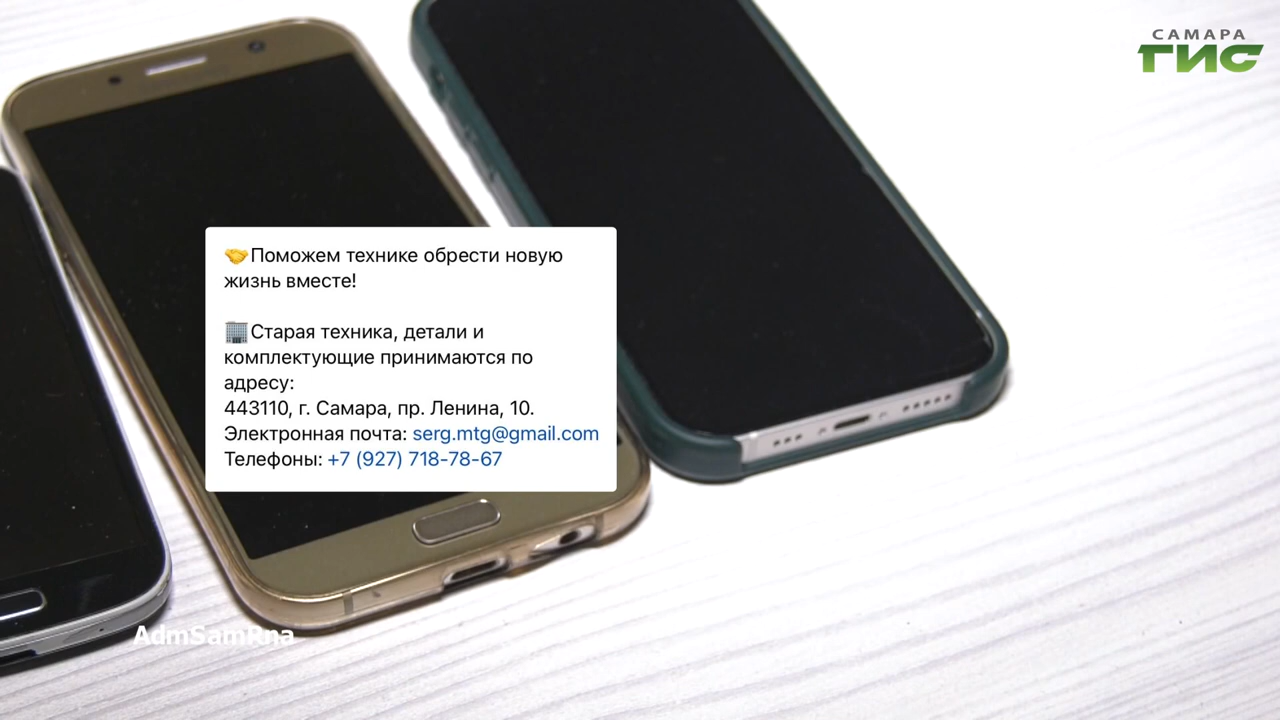 САМАРА
ГИС
🤝Поможем технике обрести новую
жизнь вместе!
🏢Старая техника, детали и
комплектующие принимаются по
адресу:
443110, г. Самара, пр. Ленина, 10.
Электронная почта: serg.mtg@gmail.com
Телефоны: +7 (927) 718-78-67
AdmSamRna